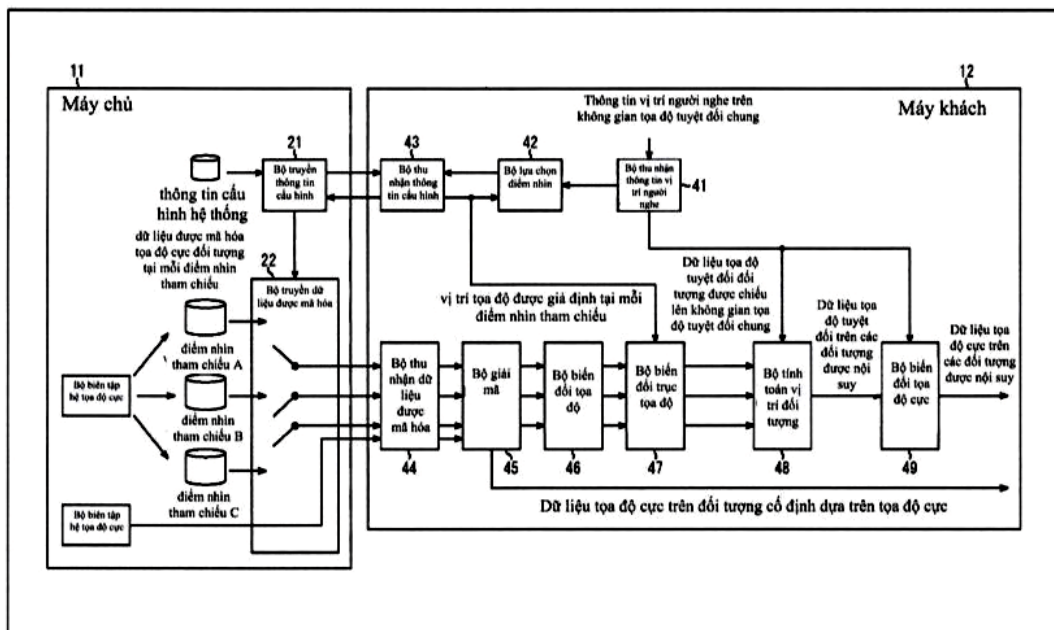 11
Máy chủ
12
Máy khách
Thông tin vị trí người nghe trên
không gian tọa độ tuyệt đối chung
21
Bộ truyền
thông tin
cấu hình
43
Bộ thu
nhận thông
tin cấu hình
42
Bộ lựa chọn
điểm nhìn
Bộ thu nhận
thông tin vị
trí người
nghe
41
thông tin cấu
hình hệ thống
dữ liệu được mã hóa
tọa độ cực đối tượng
tại mỗi điểm nhìn
tham chiếu
22
Bộ truyền dữ
liệu được mã hóa
vị trí tọa độ được giả định tại mỗi
điểm nhìn tham chiếu
Dữ liệu tọa độ
tuyệt đối đối
tượng được chiếu
lên không gian tọa
độ tuyệt đối chung
Dữ liệu tọa
độ tuyệt
đối trên các
đối tượng
được nội suy
Dữ liệu tọa
độ cực trên
các đối tượng
được nội suy
điểm nhìn
tham chiếu A
Bộ biên tập
hệ tọa độ cực
điểm nhìn
tham chiếu B
điểm nhìn
tham chiếu C
Bộ biên tập
hệ tọa độ cực
Bộ thu
nhận dữ
liệu
được mã
hóa
44
Bộ giải
mã
45
Bộ biến
đổi tọa
độ
46
Bộ biến
đổi trục
tọa độ
47
Bộ tính
toán vị
trí đối
tượng
48
Bộ biến
đổi tọa
độ cực
49
Dữ liệu tọa độ cực trên đối tượng cố định dựa trên tọa độ cực